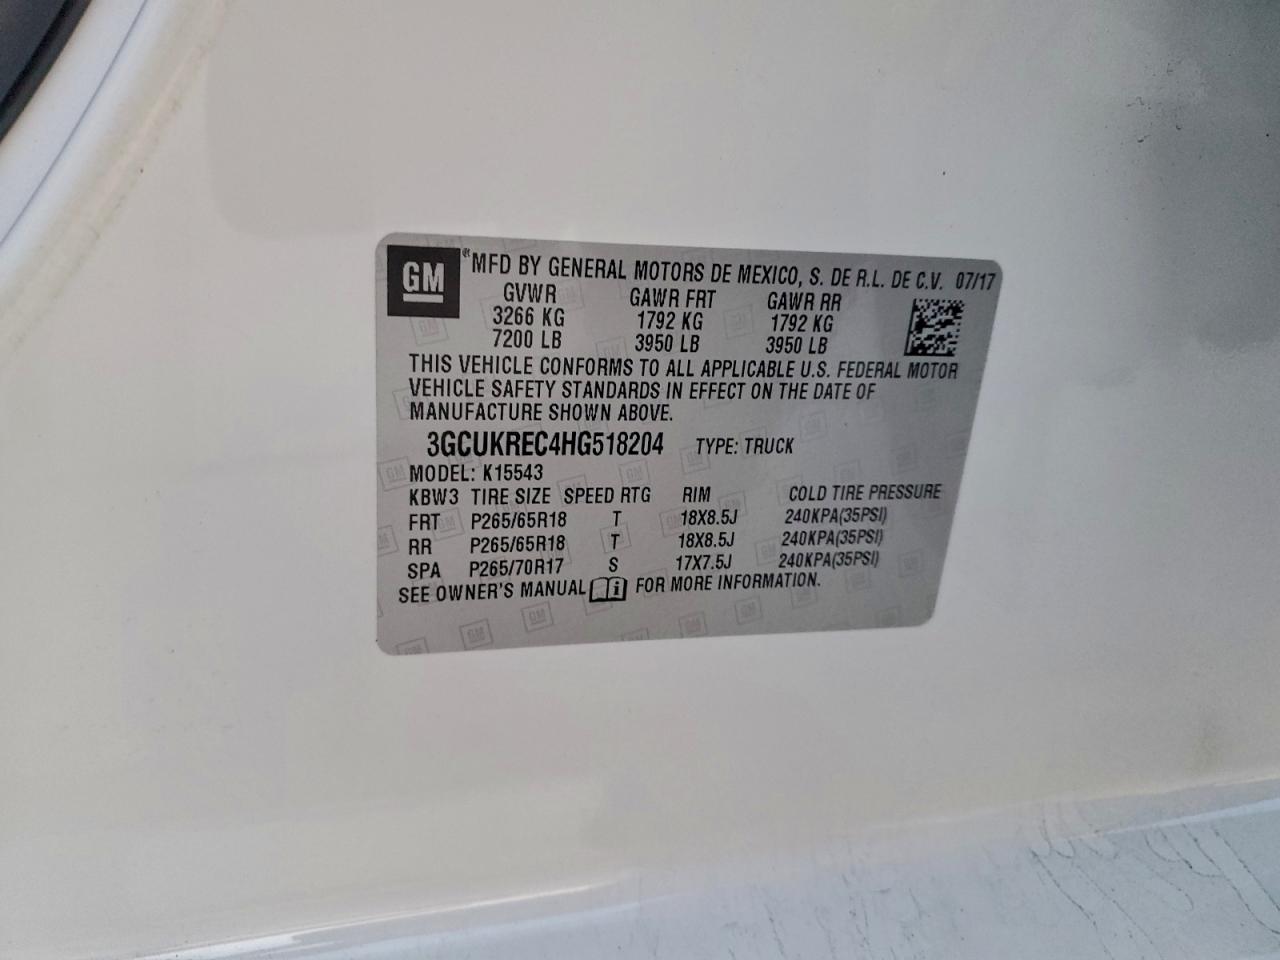 GM ® MFD BY GENERAL MOTORS DE MEXICO, S. DE R.L. DE C.V. 07/17
GVWR GAWR FRT GAWR RR
3266 KG 1792 KG 1792 KG
7200 LB 3950 LB 3950 LB
THIS VEHICLE CONFORMS TO ALL APPLICABLE U.S. FEDERAL MOTOR
VEHICLE SAFETY STANDARDS IN EFFECT ON THE DATE OF
MANUFACTURE SHOWN ABOVE.
3GCUKREC4HG518204 TYPE: TRUCK
MODEL: K15543
KBW3 TIRE SIZE SPEED RTG RIM COLD TIRE PRESSURE
FRT P265/65R18 T 18X8.5J 240KPA(35PSI)
RR P265/65R18 T 18X8.5J 240KPA(35PSI)
SPA P265/70R17 S 17X7.5J 240KPA(35PSI)
SEE OWNER'S MANUAL i FOR MORE INFORMATION.